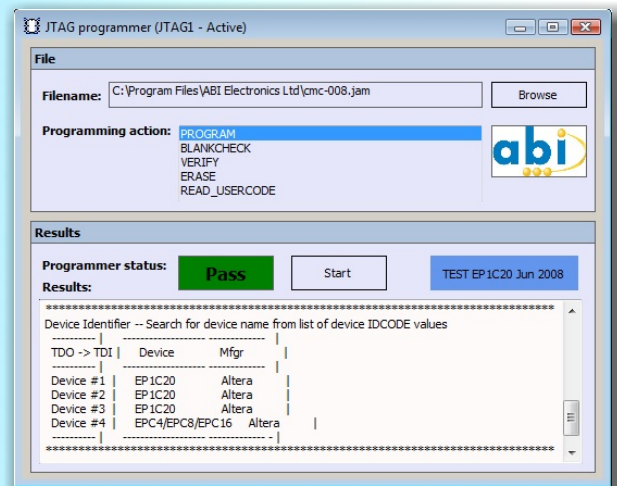 JTAG programmer (JTAG1 - Active)
File
Filename: C:\Program Files\ABI Electronics Ltd\cmc-008.jam Browse
Programming action: PROGRAM
BLANKCHECK
VERIFY
ERASE
READ_USERCODE
abi
Results
Programmer status: Pass Start TEST EP1C20 Jun 2008
Results:
******************************************************************************
Device Identifier -- Search for device name from list of device IDCODE values
---------- | ------------------- ------------- |
TDO -> TDI | Device Mfgr |
---------- | ------------------- ------------- |
Device #1 | EP1C20 Altera |
Device #2 | EP1C20 Altera |
Device #3 | EP1C20 Altera |
Device #4 | EPC4/EPC8/EPC16 Altera |
---------- | ------------------- ------------- - |
******************************************************************************